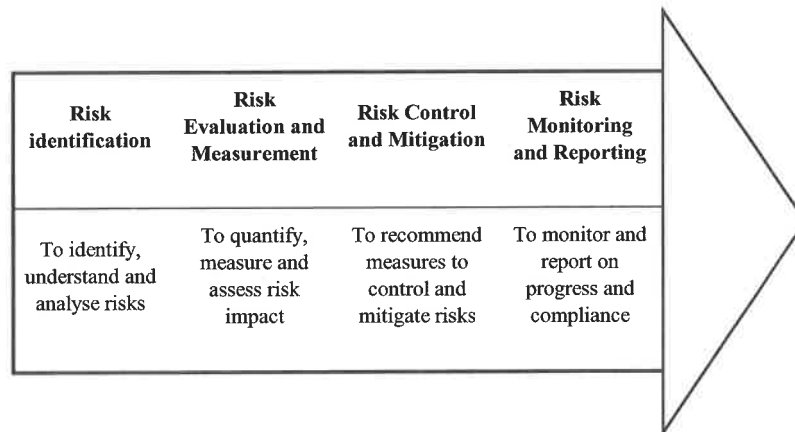 Risk
identification
Risk
Evaluation and
Measurement
Risk Control
and Mitigation
Risk
Monitoring
and Reporting
To identify,
understand and
analyse risks
To quantify,
measure and
assess risk
impact
To recommend
measures to
control and
mitigate risks
To monitor and
report on
progress and
compliance